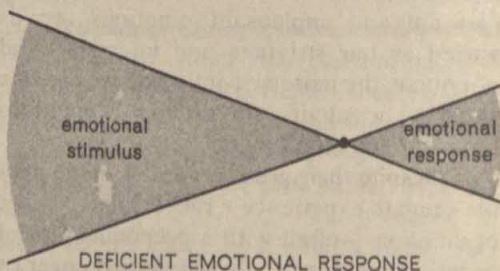 emotional
stimulus
emotional
response
DEFICIENT EMOTIONAL RESPONSE